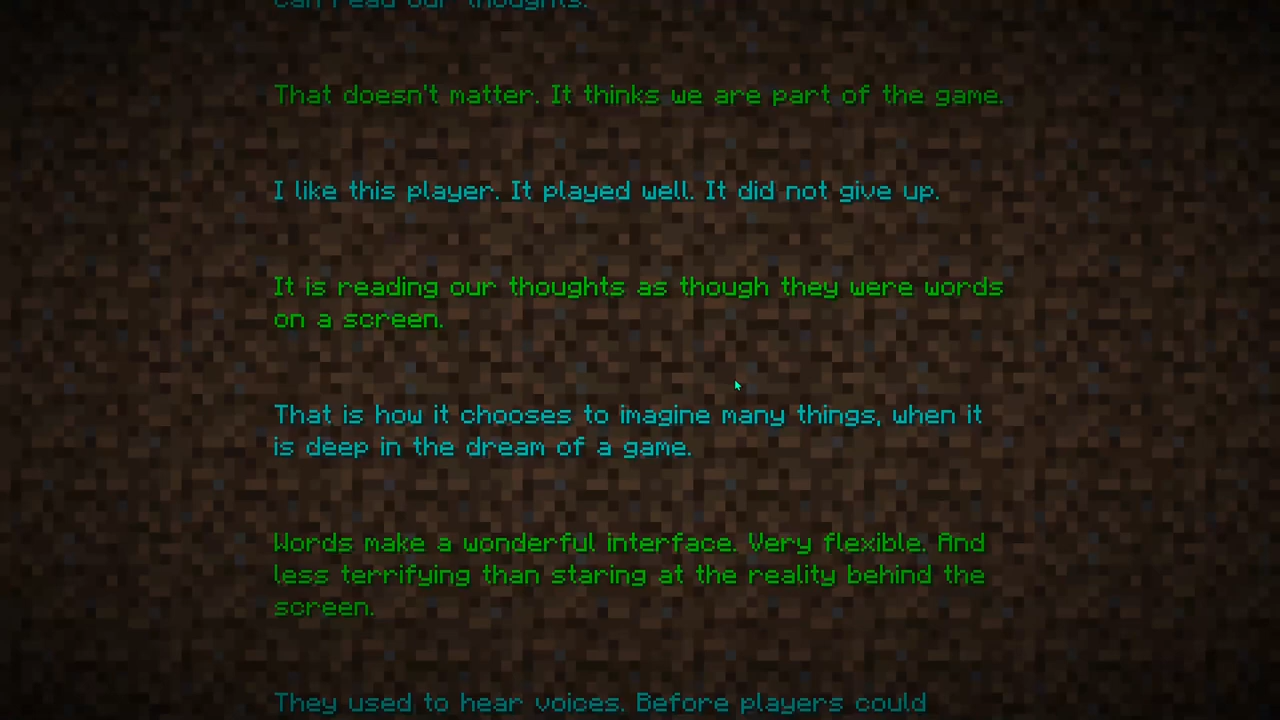 can read our thoughts.
That doesn't matter. It thinks we are part of the game.
I like this player. It played well. It did not give up.
It is reading our thoughts as though they were words
on a screen.
That is how it chooses to imagine many things, when it
is deep in the dream of a game.
Words make a wonderful interface. Very flexible. And
less terrifying than staring at the reality behind the
screen.
They used to hear voices. Before players could